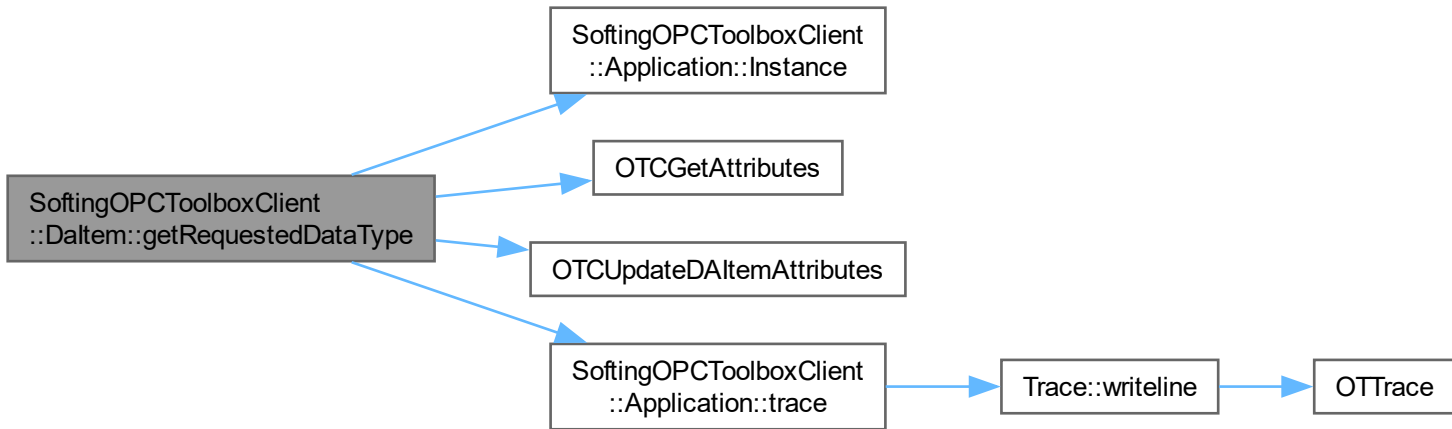 SoftingOPCToolboxClient
::Application::Instance
OTCGetAttributes
SoftingOPCToolboxClient
::DaItem::getRequestedDataType
OTCUpdateDAItemAttributes
SoftingOPCToolboxClient
::Application::trace
Trace::writeline
OTTrace